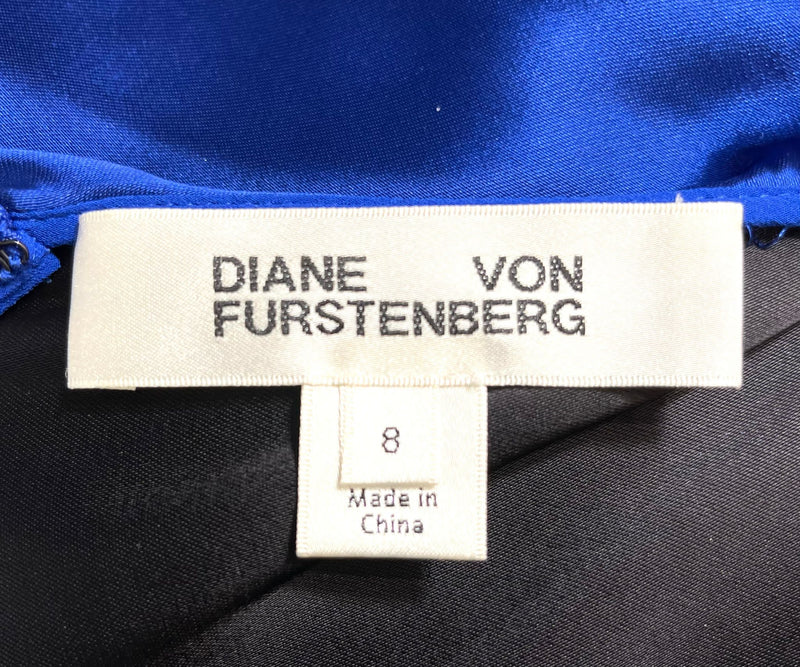 DIANE VON
FURSTENBERG
8
Made in
China